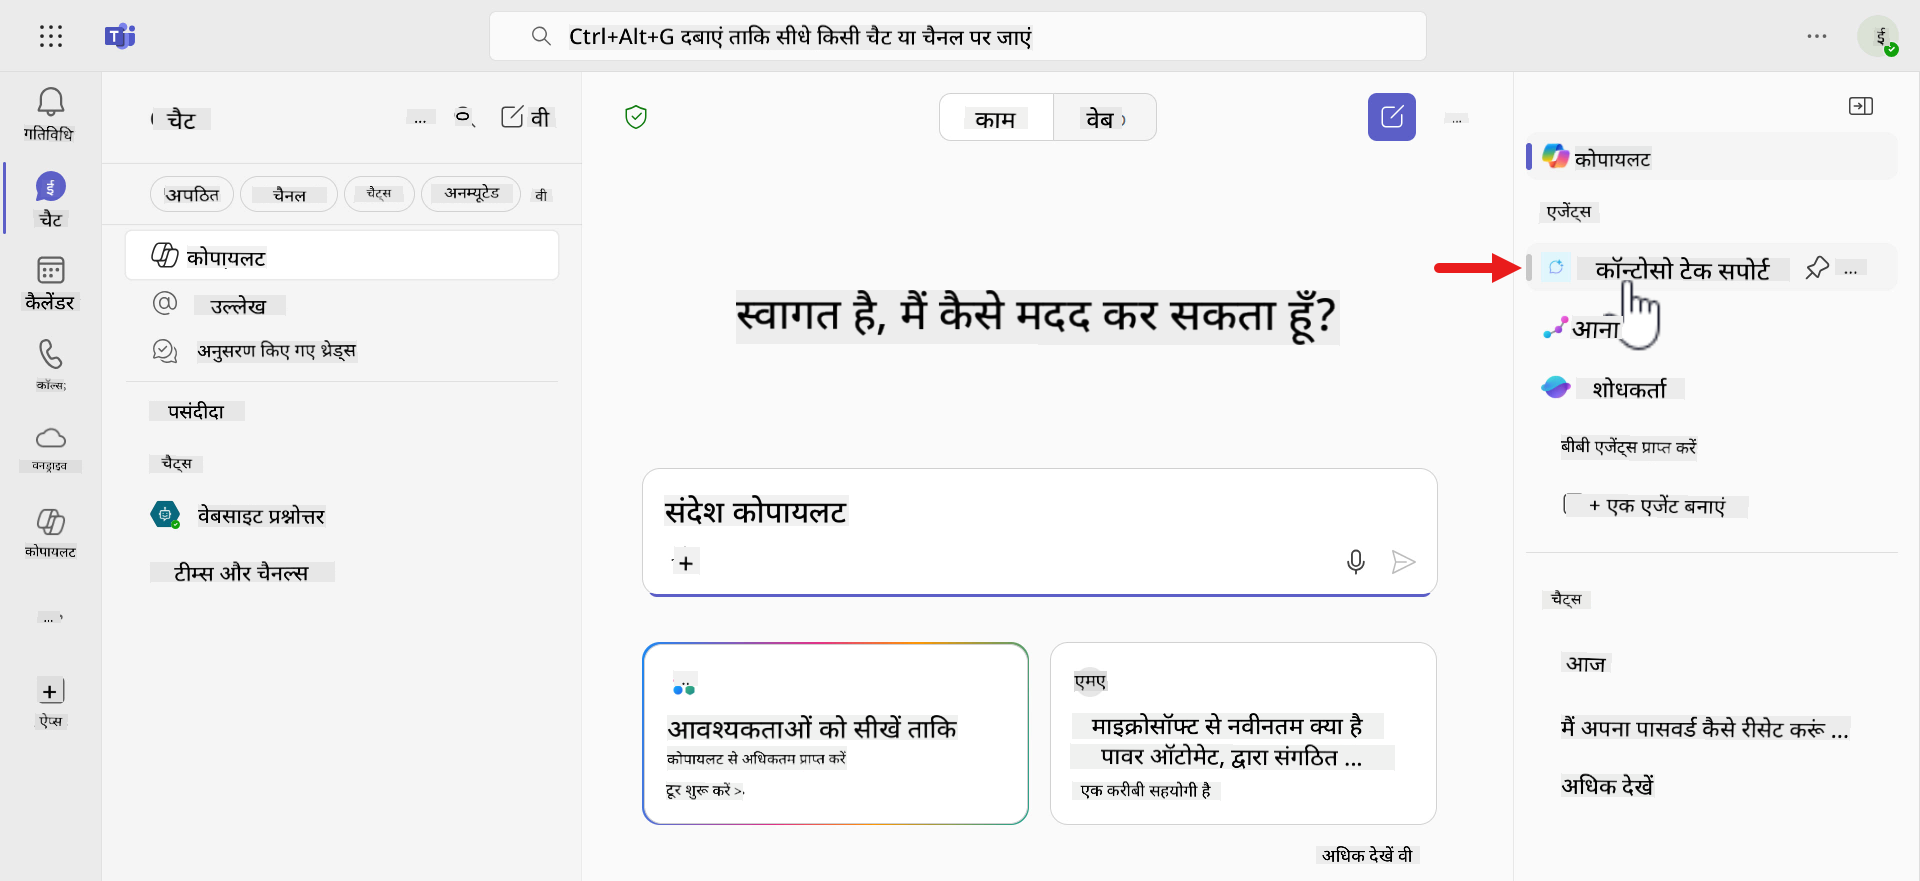 Ctrl+Alt+G दबाएं ताकि सीधे किसी चैट या चैनल पर जाएं
...
ई
गतिविधि
ई
चैट
कैलेंडर
कॉल्स;
वनड्राइव
कोपायलट
...
ऐप्स
चैट
...
वी
अपठित
चैनल
चैट्स
अनम्यूटेड
वी
कोपायलट
उल्लेख
अनुसरण किए गए थ्रेड्स
पसंदीदा
चैट्स
वेबसाइट प्रश्नोत्तर
टीम्स और चैनल्स
काम
वेब
...
स्वागत है, मैं कैसे मदद कर सकता हूँ?
संदेश कोपायलट
+
आवश्यकताओं को सीखें ताकि
कोपायलट से अधिकतम प्राप्त करें
टूर शुरू करें >.
एमए
माइक्रोसॉफ्ट से नवीनतम क्या है
पावर ऑटोमेट, द्वारा संगठित ...
एक करीबी सहयोगी है
अधिक देखें वी
कोपायलट
एजेंट्स
कॉन्टोसो टेक सपोर्ट
...
आना
शोधकर्ता
बीबी एजेंट्स प्राप्त करें
+ एक एजेंट बनाएं
चैट्स
आज
मैं अपना पासवर्ड कैसे रीसेट करूं ...
अधिक देखें